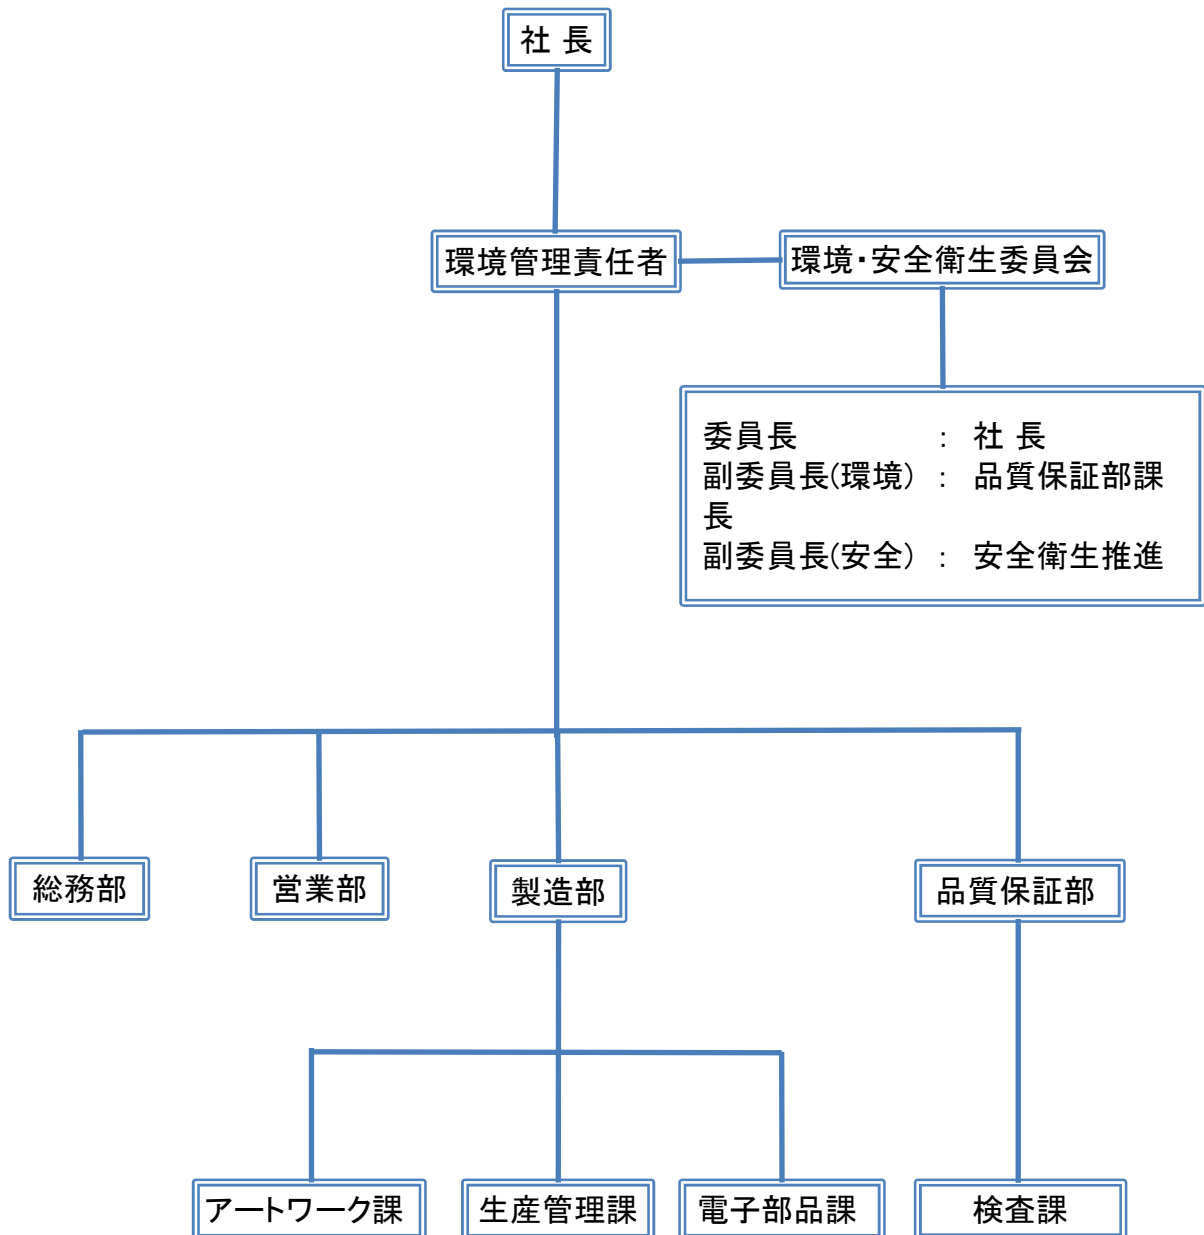 社 長
環境管理責任者
環境・安全衛生委員会
委員長 : 社 長
副委員長(環境) : 品質保証部課
長
副委員長(安全) : 安全衛生推進
総務部
営業部
製造部
品質保証部
アートワーク課
生産管理課
電子部品課
検査課